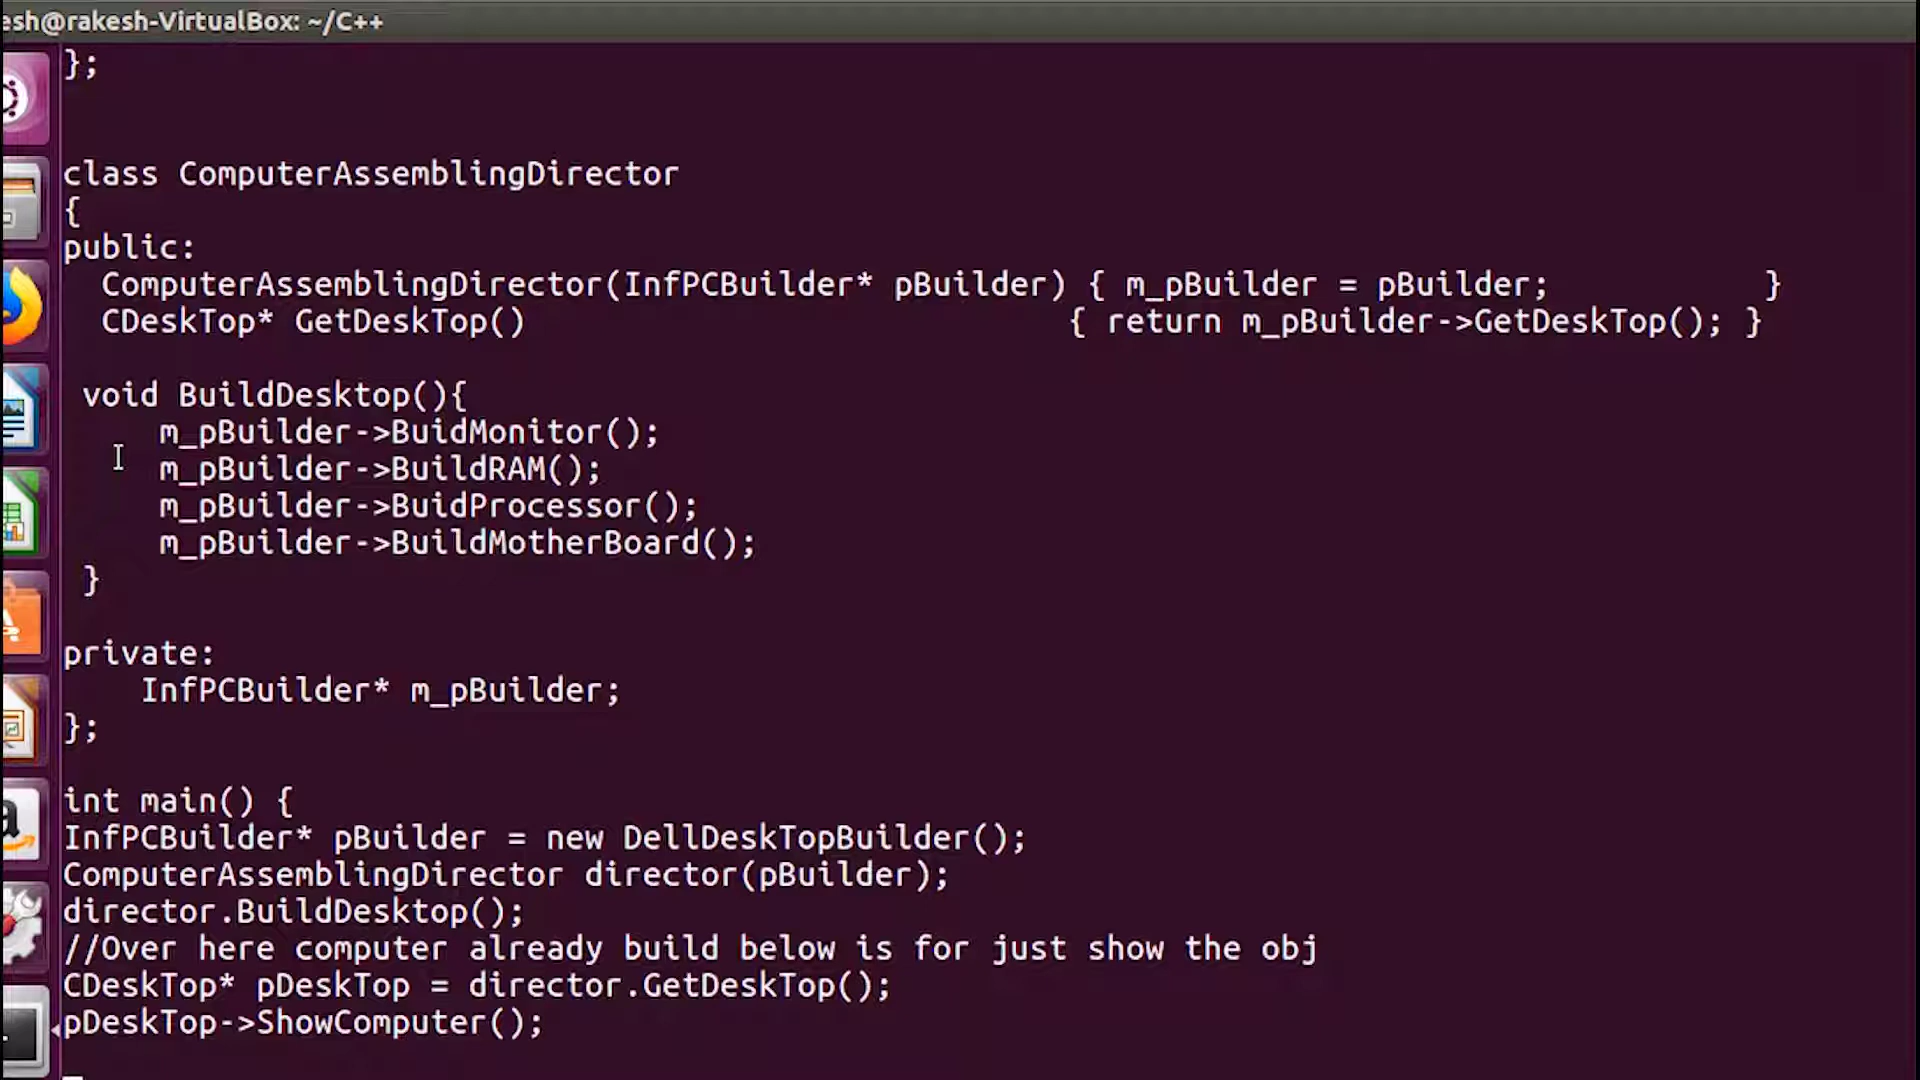 esh@rakesh-VirtualBox: ~/C++
};
class ComputerAssemblingDirector
{
public:
ComputerAssemblingDirector(InfPCBuilder* pBuilder) { m_pBuilder = pBuilder; }
CDeskTop* GetDeskTop() { return m_pBuilder->GetDeskTop(); }
void BuildDesktop(){
m_pBuilder->BuidMonitor();
m_pBuilder->BuildRAM();
m_pBuilder->BuidProcessor();
m_pBuilder->BuildMotherBoard();
}
private:
InfPCBuilder* m_pBuilder;
};
int main() {
InfPCBuilder* pBuilder = new DellDeskTopBuilder();
ComputerAssemblingDirector director(pBuilder);
director.BuildDesktop();
//Over here computer already build below is for just show the obj
CDeskTop* pDeskTop = director.GetDeskTop();
pDeskTop->ShowComputer();